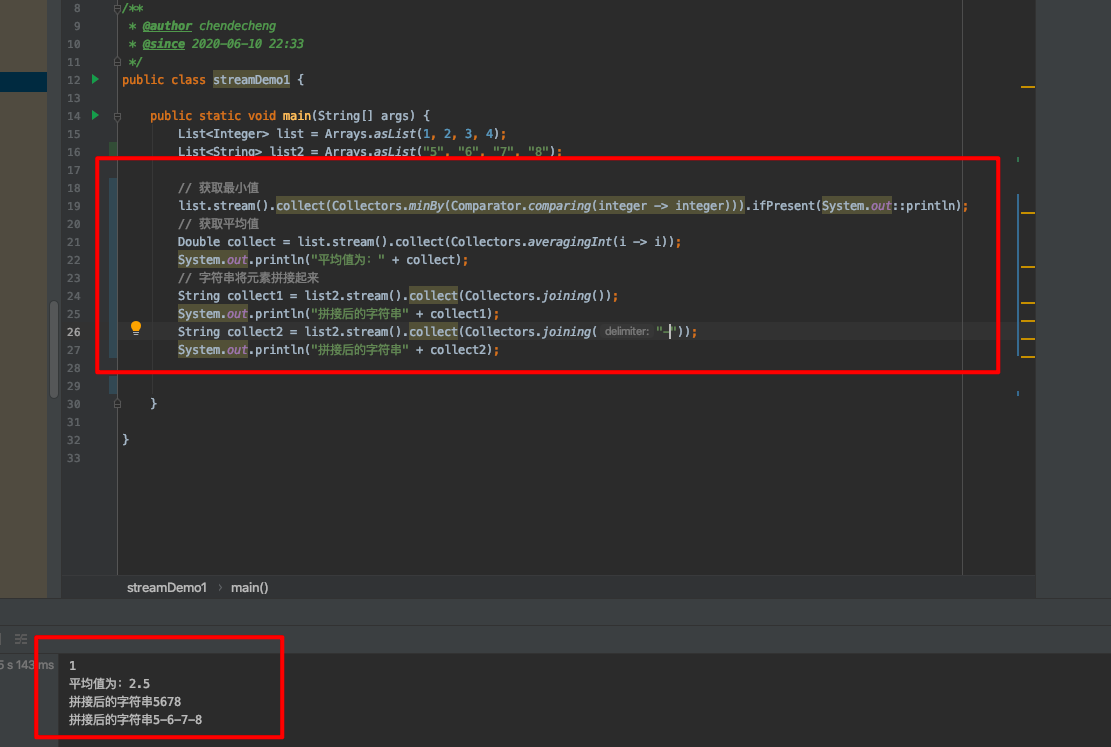 8 /**
9 * @author chendecheng
10 * @since 2020-06-10 22:33
11 */
12 public class streamDemo1 {
13
14 public static void main(String[] args) {
15 List<Integer> list = Arrays.asList(1, 2, 3, 4);
16 List<String> list2 = Arrays.asList("5", "6", "7", "8");
17
18 // 获取最小值
19 list.stream().collect(Collectors.minBy(Comparator.comparing(integer -> integer))).ifPresent(System.out::println);
20 // 获取平均值
21 Double collect = list.stream().collect(Collectors.averagingInt(i -> i));
22 System.out.println("平均值为：" + collect);
23 // 字符串将元素拼接起来
24 String collect1 = list2.stream().collect(Collectors.joining());
25 System.out.println("拼接后的字符串" + collect1);
26 String collect2 = list2.stream().collect(Collectors.joining( delimiter: "-"));
27 System.out.println("拼接后的字符串" + collect2);
28
29
30 }
31
32 }
33
streamDemo1 › main()
5 s 143 ms
1
平均值为：2.5
拼接后的字符串5678
拼接后的字符串5-6-7-8